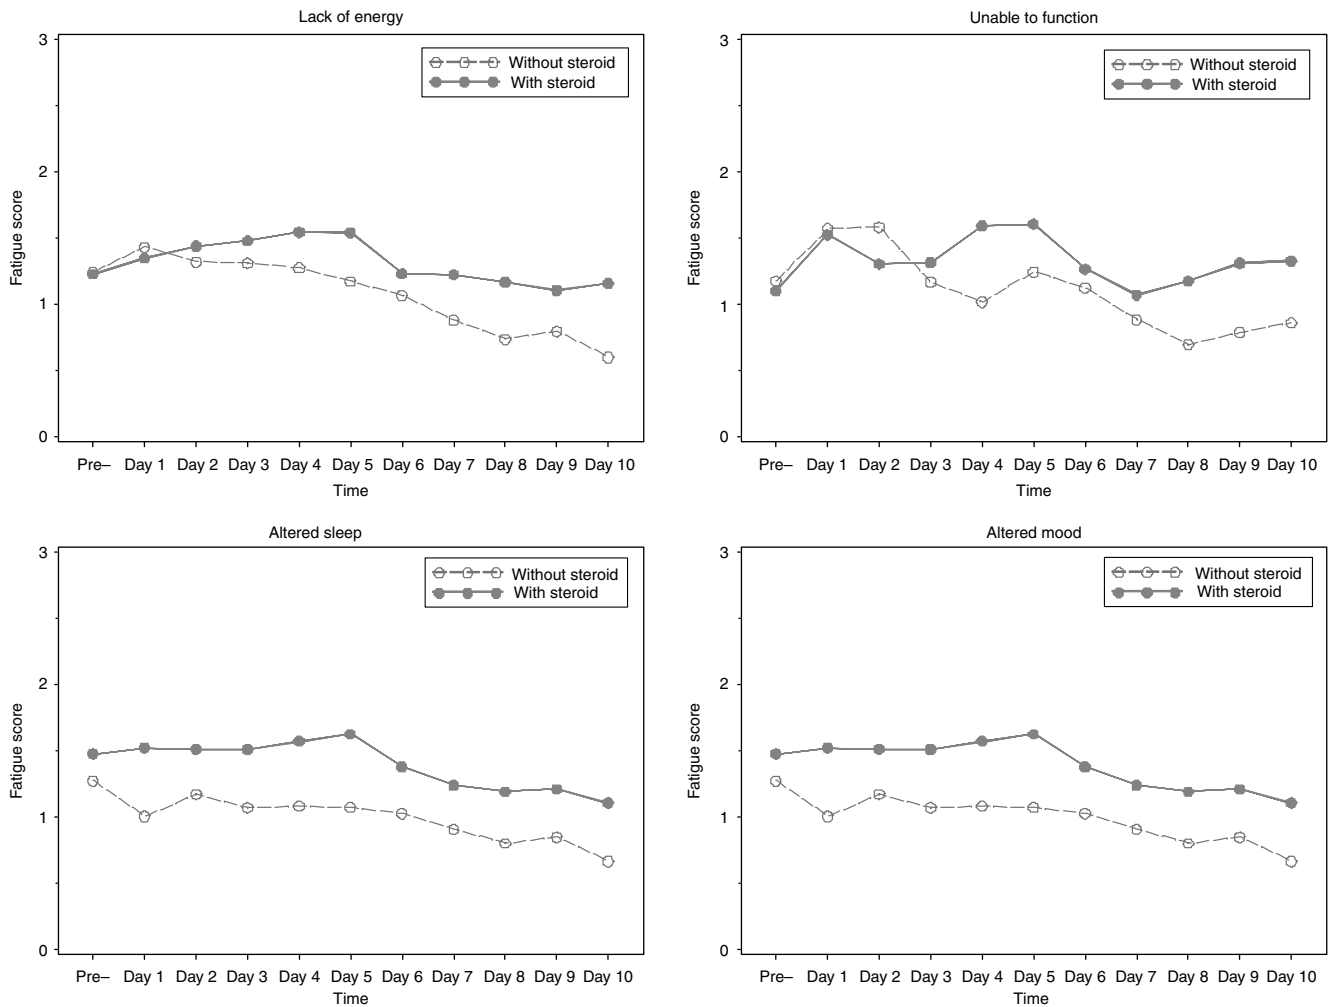 Lack of energy
3
2
1
0
Fatigue score
Without steroid
With steroid
Pre– Day 1 Day 2 Day 3 Day 4 Day 5 Day 6 Day 7 Day 8 Day 9 Day 10
Time
Unable to function
3
2
1
0
Fatigue score
Without steroid
With steroid
Pre– Day 1 Day 2 Day 3 Day 4 Day 5 Day 6 Day 7 Day 8 Day 9 Day 10
Time
Altered sleep
3
2
1
0
Fatigue score
Without steroid
With steroid
Pre– Day 1 Day 2 Day 3 Day 4 Day 5 Day 6 Day 7 Day 8 Day 9 Day 10
Time
Altered mood
3
2
1
0
Fatigue score
Without steroid
With steroid
Pre– Day 1 Day 2 Day 3 Day 4 Day 5 Day 6 Day 7 Day 8 Day 9 Day 10
Time